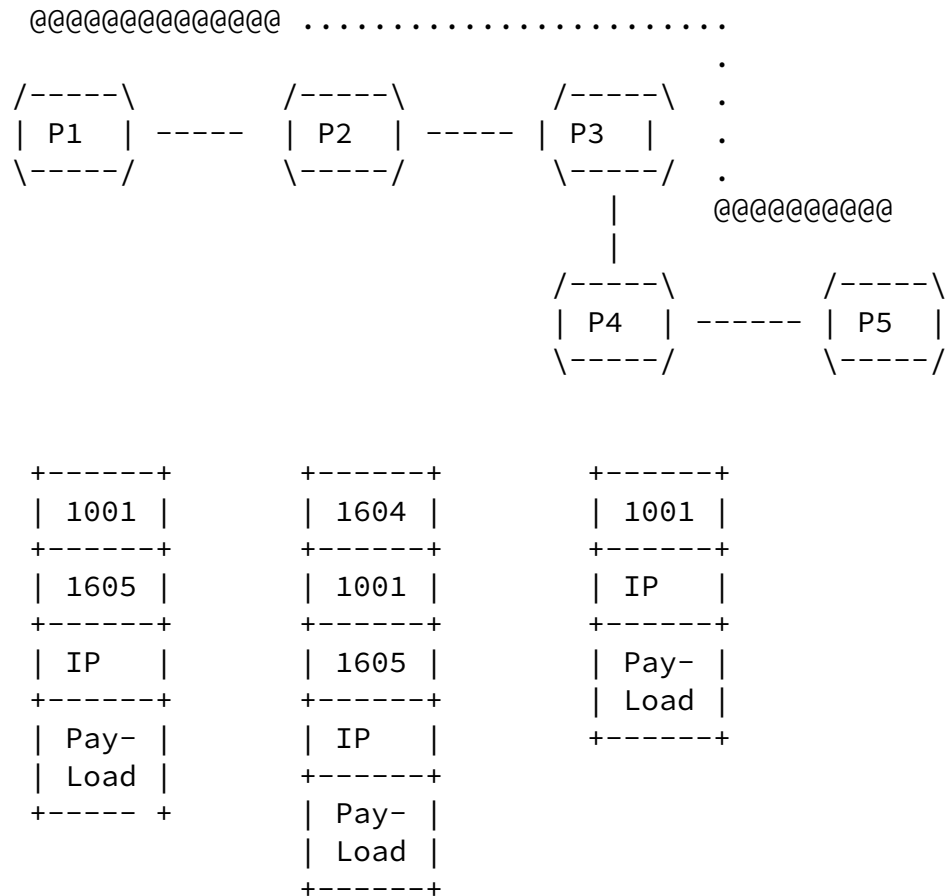 @@@@@@@@@@@@@@ ........................
                                               .
/-----\          /-----\          /-----\  .
| P1  | -----  | P2  | ----- | P3  |    .
\-----/          \-----/          \-----/  .
                                        |      @@@@@@@@@@
                                        |
                                    /-----\          /-----\
                                    | P4  | ------ | P5  |
                                    \-----/          \-----/
+------+         +------+          +------+
| 1001 |         | 1604 |          | 1001 |
+------+         +------+          +------+
| 1605 |         | 1001 |          | IP   |
+------+         +------+          +------+
| IP   |         | 1605 |          | Pay- |
+------+         +------+          | Load |
| Pay- |         | IP   |          +------+
| Load |         +------+
+----- +         | Pay- |
                 | Load |
                 +------+